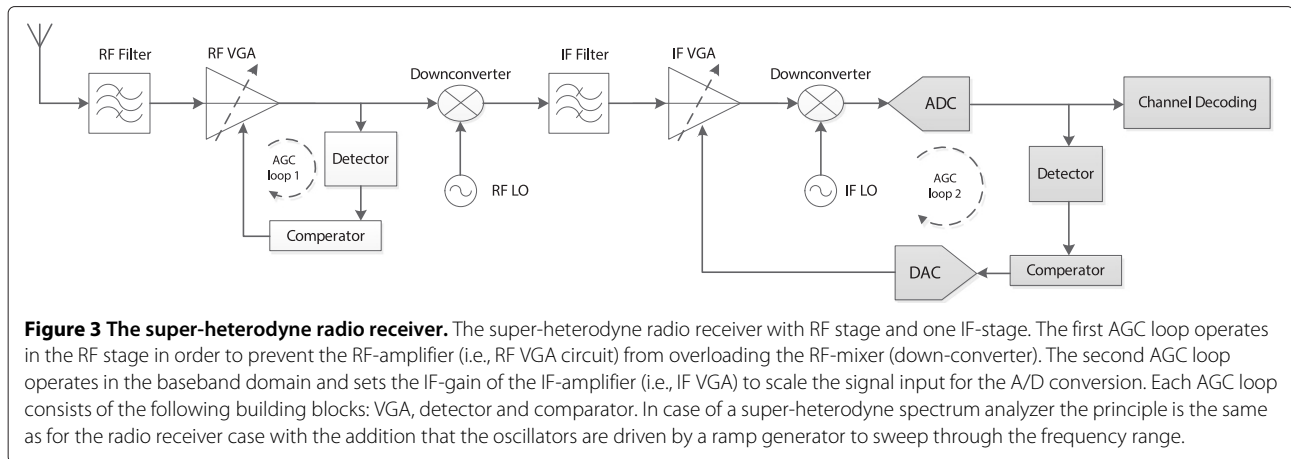 RF Filter
RF VGA
Downconverter
IF Filter
IF VGA
Downconverter
ADC
Channel Decoding
AGC
loop 1
Detector
RF LO
Comperator
IF LO
AGC
loop 2
Detector
DAC
Comperator
Figure 3 The super-heterodyne radio receiver. The super-heterodyne radio receiver with RF stage and one IF-stage. The first AGC loop operates
in the RF stage in order to prevent the RF-amplifier (i.e., RF VGA circuit) from overloading the RF-mixer (down-converter). The second AGC loop
operates in the baseband domain and sets the IF-gain of the IF-amplifier (i.e., IF VGA) to scale the signal input for the A/D conversion. Each AGC loop
consists of the following building blocks: VGA, detector and comparator. In case of a super-heterodyne spectrum analyzer the principle is the same
as for the radio receiver case with the addition that the oscillators are driven by a ramp generator to sweep through the frequency range.